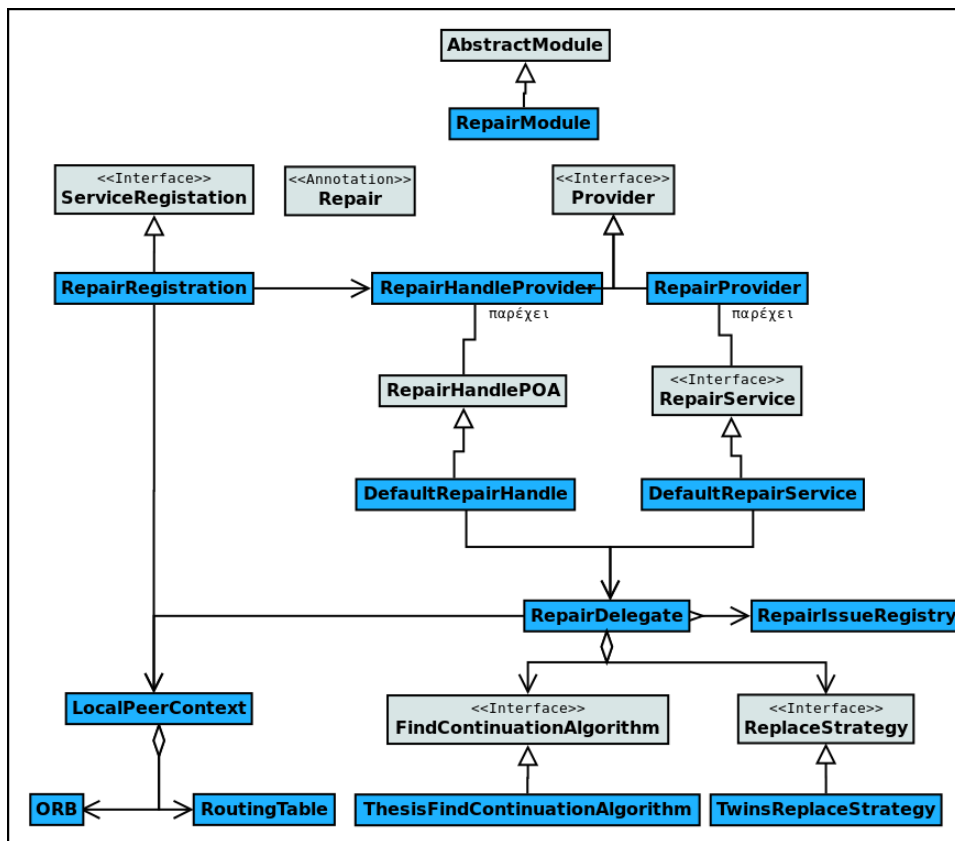 AbstractModule
RepairModule
<<Interface>>
ServiceRegistation
<<Annotation>>
Repair
<<Interface>>
Provider
RepairRegistration
RepairHandleProvider
RepairProvider
παρέχει
παρέχει
RepairHandlePOA
<<Interface>>
RepairService
DefaultRepairHandle
DefaultRepairService
RepairDelegate
RepairIssueRegistry
LocalPeerContext
<<Interface>>
FindContinuationAlgorithm
<<Interface>>
ReplaceStrategy
ORB
RoutingTable
ThesisFindContinuationAlgorithm
TwinsReplaceStrategy